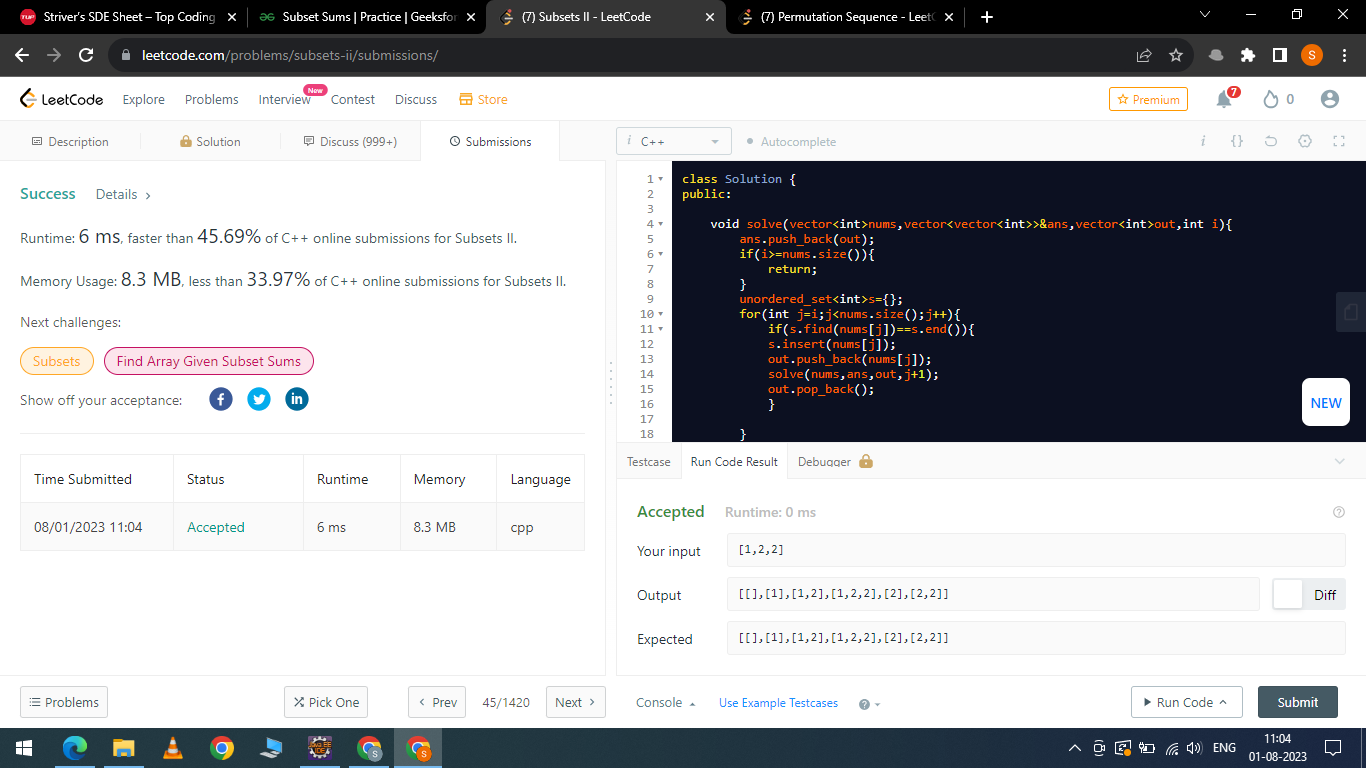 Striver's SDE Sheet – Top Coding
Subset Sums | Practice | Geeksfor
(7) Subsets II - LeetCode
(7) Permutation Sequence - LeetC
leetcode.com/problems/subsets-ii/submissions/
S
LeetCode
Explore
Problems
Interview
New
Contest
Discuss
Store
Premium
7
0
Description
Solution
Discuss (999+)
Submissions
i C++
Autocomplete
i {}
Success
Details >
Runtime: 6 ms, faster than 45.69% of C++ online submissions for Subsets II.
Memory Usage: 8.3 MB, less than 33.97% of C++ online submissions for Subsets II.
Next challenges:
Subsets
Find Array Given Subset Sums
Show off your acceptance:
Time Submitted Status Runtime Memory Language
08/01/2023 11:04 Accepted 6 ms 8.3 MB cpp
1 class Solution {
2 public:
3
4 void solve(vector<int>nums,vector<vector<int>>&ans,vector<int>out,int i){
5 ans.push_back(out);
6 if(i>=nums.size()){
7 return;
8 }
9 unordered_set<int>s={};
10 for(int j=i;j<nums.size();j++){
11 if(s.find(nums[j])==s.end()){
12 s.insert(nums[j]);
13 out.push_back(nums[j]);
14 solve(nums,ans,out,j+1);
15 out.pop_back();
16 }
17
18 }
NEW
Testcase
Run Code Result
Debugger
Accepted Runtime: 0 ms
Your input [1,2,2]
Output [[],[1],[1,2],[1,2,2],[2],[2,2]]
Diff
Expected [[],[1],[1,2],[1,2,2],[2],[2,2]]
Problems
Pick One
< Prev
45/1420
Next >
Console
Use Example Testcases
Run Code
Submit
ENG
11:04
01-08-2023